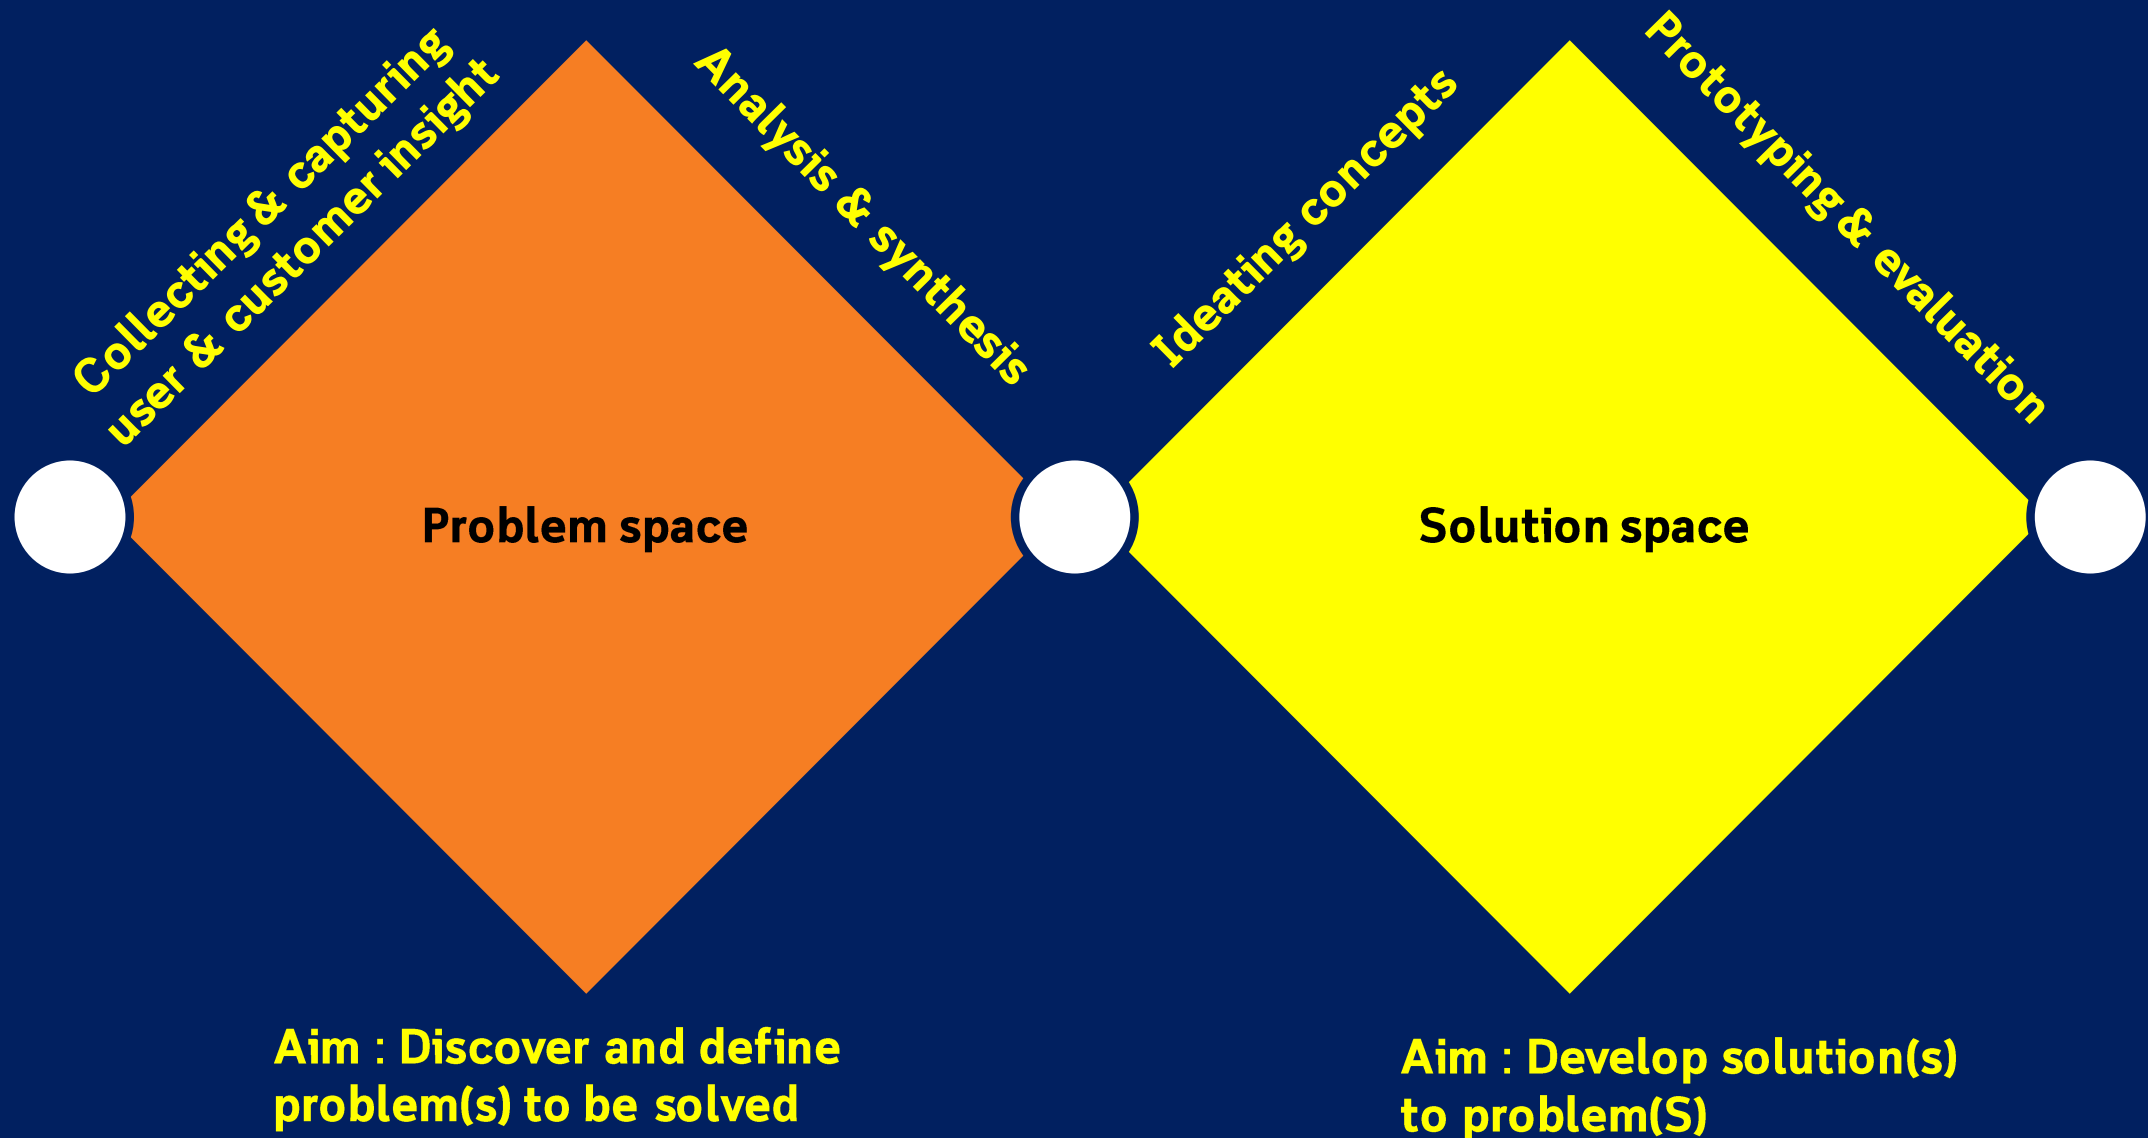 Collecting & capturing
user & customer insight
Analysis & synthesis
Ideating concepts
Prototyping & evaluation
Problem space
Solution space
Aim : Discover and define
problem(s) to be solved
Aim : Develop solution(s)
to problem(S)